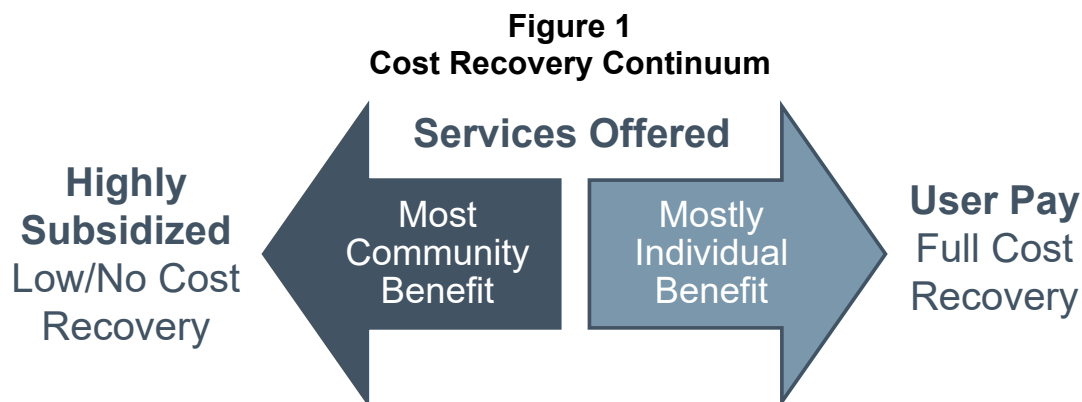 Figure 1
Cost Recovery Continuum
Services Offered
Highly
Subsidized
Low/No Cost
Recovery
Most
Community
Benefit
Mostly
Individual
Benefit
User Pay
Full Cost
Recovery